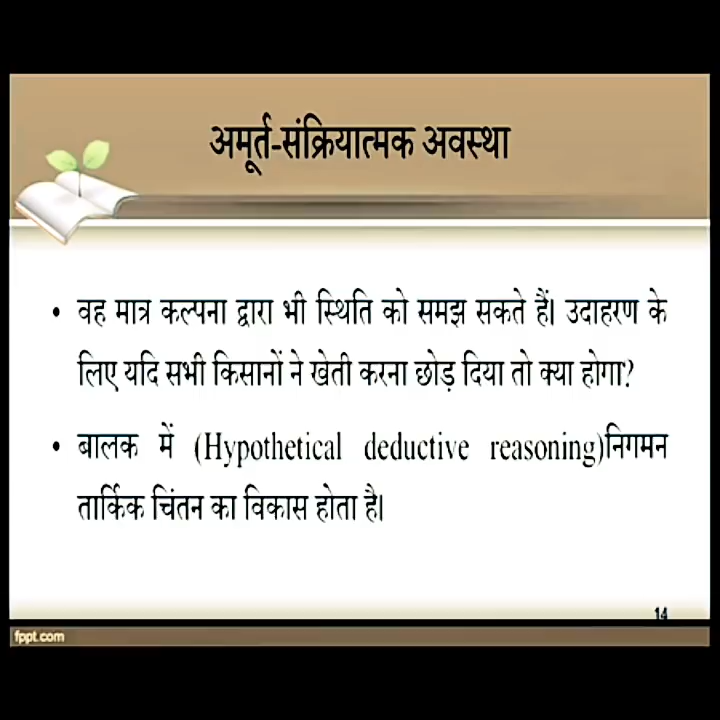 अमूर्त-संक्रियात्मक अवस्था
• वह मात्र कल्पना द्वारा भी स्थिति को समझ सकते हैं। उदाहरण के
लिए यदि सभी किसानों ने खेती करना छोड़ दिया तो क्या होगा?
• बालक में (Hypothetical deductive reasoning)निगमन
तार्किक चिंतन का विकास होता है।
14
fppt.com